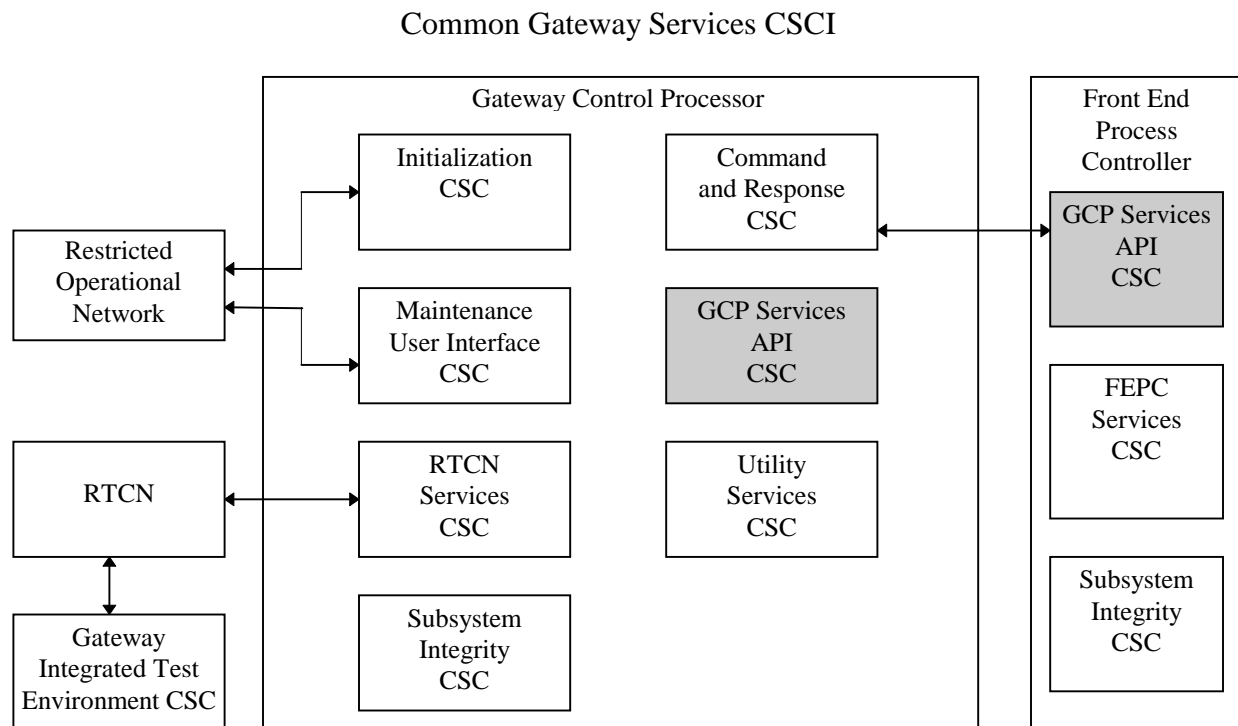 Common Gateway Services CSCI
Gateway Control Processor
Front End
Process
Controller
Initialization
CSC
Command
and Response
CSC
GCP Services
API
CSC
Restricted
Operational
Network
Maintenance
User Interface
CSC
GCP Services
API
CSC
FEPC
Services
CSC
RTCN
RTCN
Services
CSC
Utility
Services
CSC
Subsystem
Integrity
CSC
Gateway
Integrated Test
Environment CSC
Subsystem
Integrity
CSC